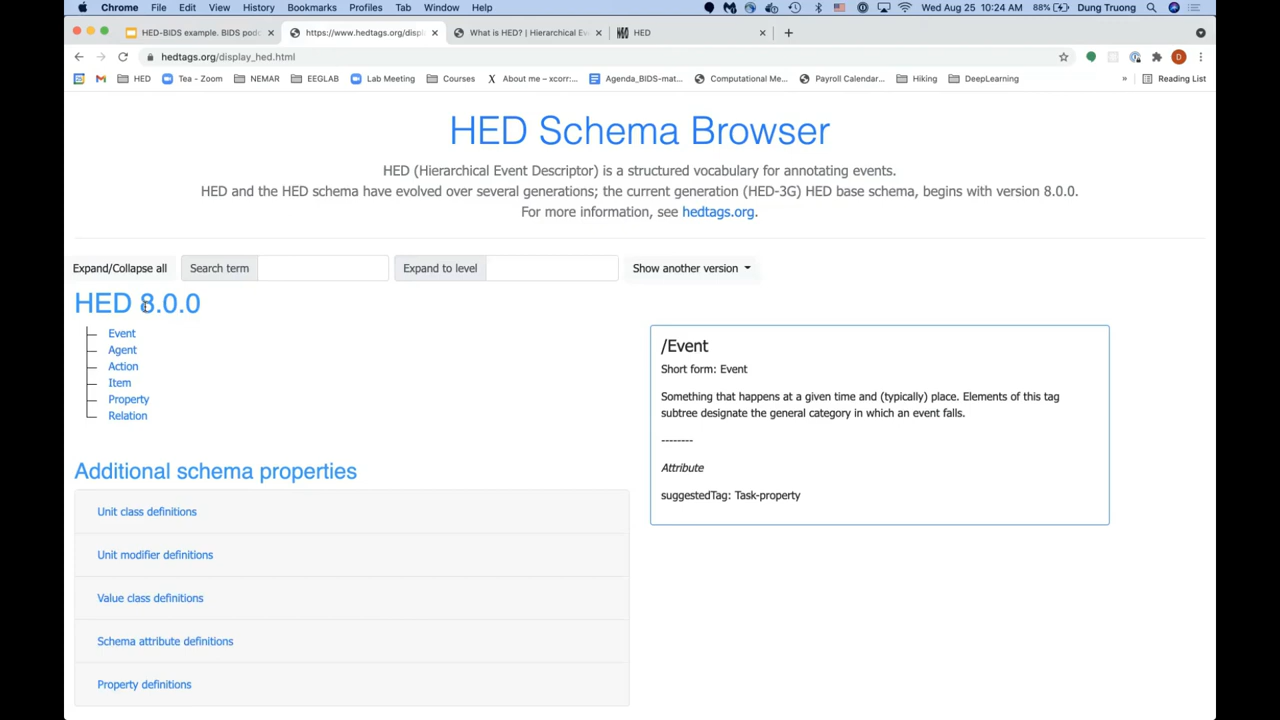 Chrome File Edit View History Bookmarks Profiles Tab Window Help Wed Aug 25 10:24 AM 88% Dung Truong
HED-BIDS example. BIDS pod https://www.hedtags.org/displ What is HED? | Hierarchical E HED
hedtags.org/display_hed.html
HED Tea - Zoom NEMAR EEGLAB Lab Meeting Courses About me – xcorr:... Agenda_BIDS-mat... Computational Me... Payroll Calendar... Hiking DeepLearning » Reading List
HED Schema Browser
HED (Hierarchical Event Descriptor) is a structured vocabulary for annotating events.
HED and the HED schema have evolved over several generations; the current generation (HED-3G) HED base schema, begins with version 8.0.0.
For more information, see hedtags.org.
Expand/Collapse all Search term Expand to level Show another version
HED 8.0.0
Event
Agent
Action
Item
Property
Relation
/Event
Short form: Event
Something that happens at a given time and (typically) place. Elements of this tag
subtree designate the general category in which an event falls.
--------
Attribute
suggestedTag: Task-property
Additional schema properties
Unit class definitions
Unit modifier definitions
Value class definitions
Schema attribute definitions
Property definitions